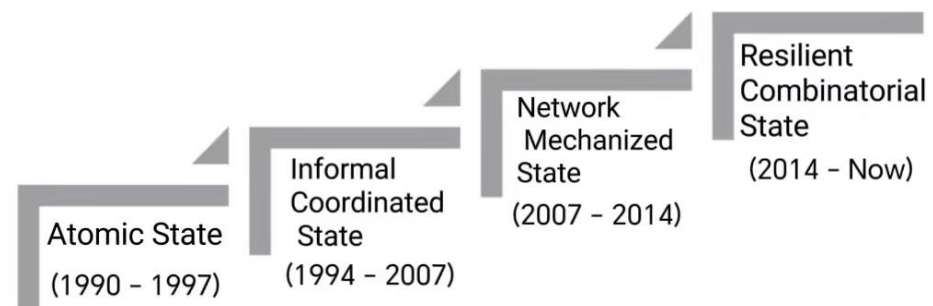 Atomic State
(1990 – 1997)
Informal
Coordinated
State
(1994 – 2007)
Network
Mechanized
State
(2007 – 2014)
Resilient
Combinatorial
State
(2014 – Now)